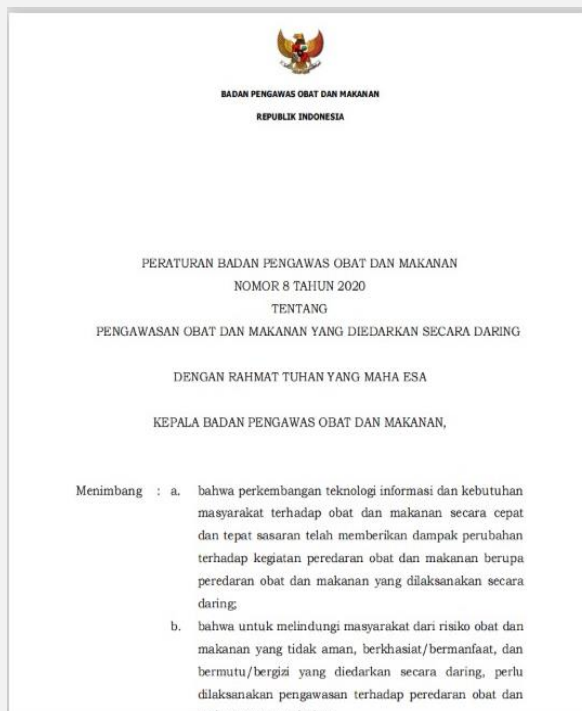 BADAN PENGAWAS OBAT DAN MAKANAN
REPUBLIK INDONESIA
PERATURAN BADAN PENGAWAS OBAT DAN MAKANAN
NOMOR 8 TAHUN 2020
TENTANG
PENGAWASAN OBAT DAN MAKANAN YANG DIEDARKAN SECARA DARING
DENGAN RAHMAT TUHAN YANG MAHA ESA
KEPALA BADAN PENGAWAS OBAT DAN MAKANAN,
Menimbang : a. bahwa perkembangan teknologi informasi dan kebutuhan
masyarakat terhadap obat dan makanan secara cepat
dan tepat sasaran telah memberikan dampak perubahan
terhadap kegiatan peredaran obat dan makanan berupa
peredaran obat dan makanan yang dilaksanakan secara
daring;
b. bahwa untuk melindungi masyarakat dari risiko obat dan
makanan yang tidak aman, berkhasiat/bermanfaat, dan
bermutu/bergizi yang diedarkan secara daring, perlu
dilaksanakan pengawasan terhadap peredaran obat dan